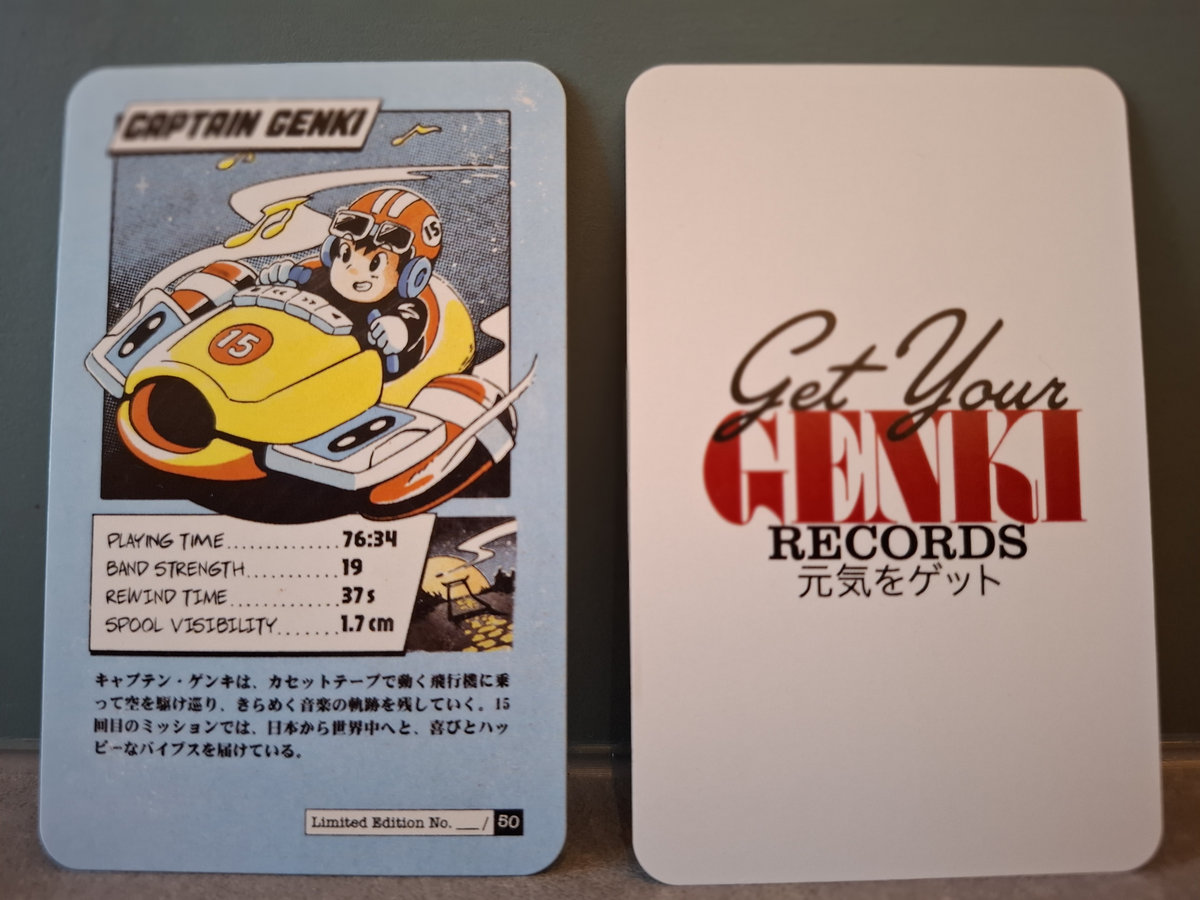 CAPTAIN GENKI
15
15
PLAYING TIME..............76:34
BAND STRENGTH............19
REWIND TIME................37s
SPOOL VISIBILITY.......1.7cm
キャプテン・ゲンキは、カセットテープで動く飛行機に乗
って空を駆け巡り、きらめく音楽の軌跡を残していく。15
回目のミッションでは、日本から世界中へと、喜びとハッ
ピーなバイブスを届けている。
Limited Edition No. ___/ 50
Get Your
GENKI
RECORDS
元気をゲット